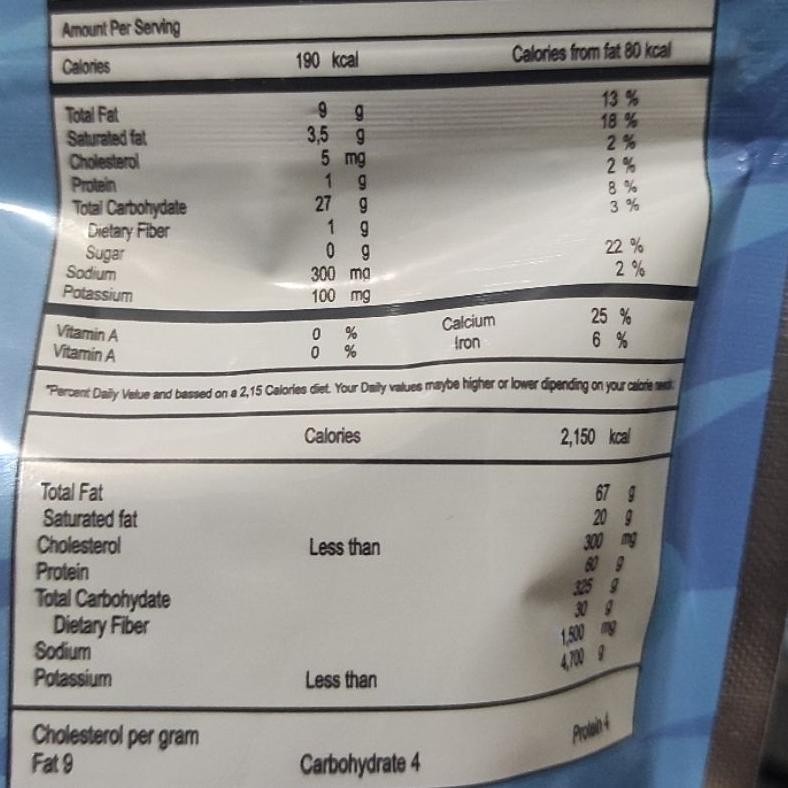 Amount Per Serving
Calories 190 kcal Calories from fat 80 kcal
Total Fat 9 g 13 %
Saturated fat 3,5 g 18 %
Cholesterol 5 mg 2 %
Protein 1 g 2 %
Total Carbohydate 27 g 8 %
Dietary Fiber 1 g 3 %
Sugar 0 g
Sodium 300 mg 22 %
Potassium 100 mg 2 %
Vitamin A 0 % Calcium 25 %
Vitamin A 0 % Iron 6 %
*Percent Daily Velue and bassed on a 2,15 Calories diet. Your Daily values maybe higher or lower dipending on your calorie
Calories 2,150 kcal
Total Fat 67 g
Saturated fat 20 g
Cholesterol Less than 300 mg
Protein 60 g
Total Carbohydate 325 g
Dietary Fiber 30 g
Sodium 1,500 mg
Potassium Less than 4,700 g
Cholesterol per gram
Fat 9 Carbohydrate 4 Protein 4